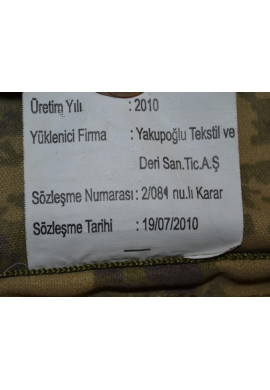 Üretim Yılı : 2010
Yüklenici Firma : Yakupoğlu Tekstil ve
Deri San.Tic.A.Ş
Sözleşme Numarası : 2/084 nu.lı Karar
Sözleşme Tarihi : 19/07/2010